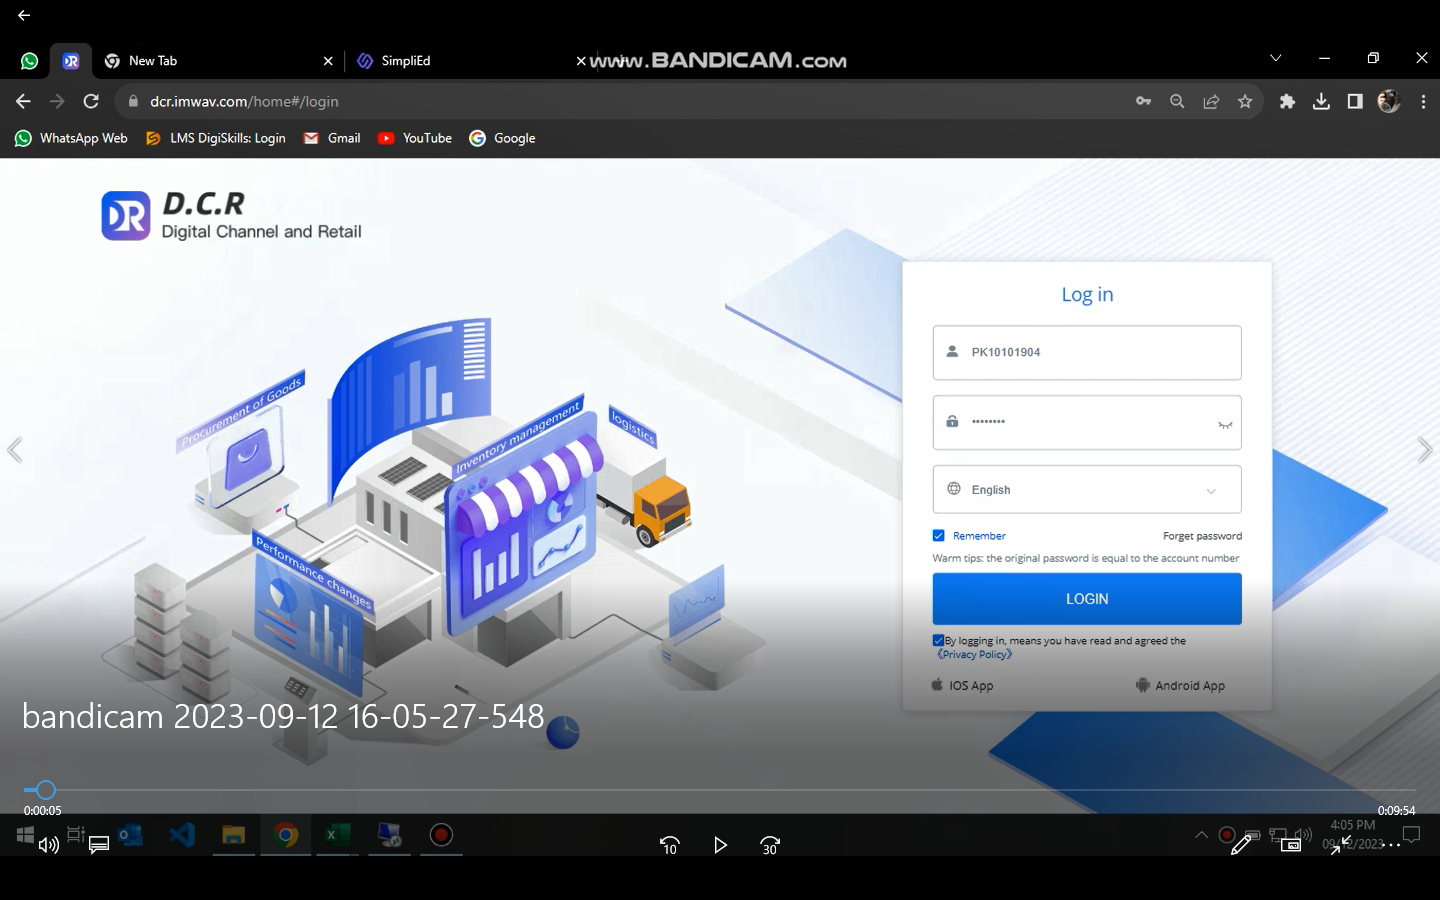 New Tab
SimpliEd
www.BANDICAM.com
dcr.imwav.com/home#/login
WhatsApp Web
LMS DigiSkills: Login
Gmail
YouTube
Google
DR
D.C.R
Digital Channel and Retail
Log in
PK10101904
••••••••
English
Remember
Forget password
Warm tips: the original password is equal to the account number
LOGIN
By logging in, means you have read and agreed the
《Privacy Policy》
IOS App
Android App
Procurement of Goods
Inventory management
logistics
Performance changes
bandicam 2023-09-12 16-05-27-548
0:00:05
0:09:54
10
30
4:05 PM
09/12/2023